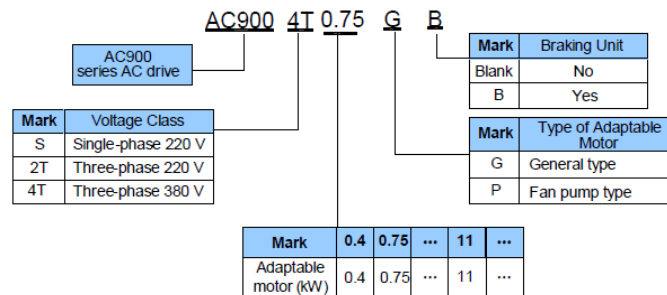 AC900 4T 0.75 G B
AC900
series AC drive
Mark Braking Unit
Blank No
B Yes
Mark Voltage Class
S Single-phase 220 V
2T Three-phase 220 V
4T Three-phase 380 V
Mark Type of Adaptable
Motor
G General type
P Fan pump type
Mark 0.4 0.75 ··· 11 ···
Adaptable
motor (kW) 0.4 0.75 ··· 11 ···